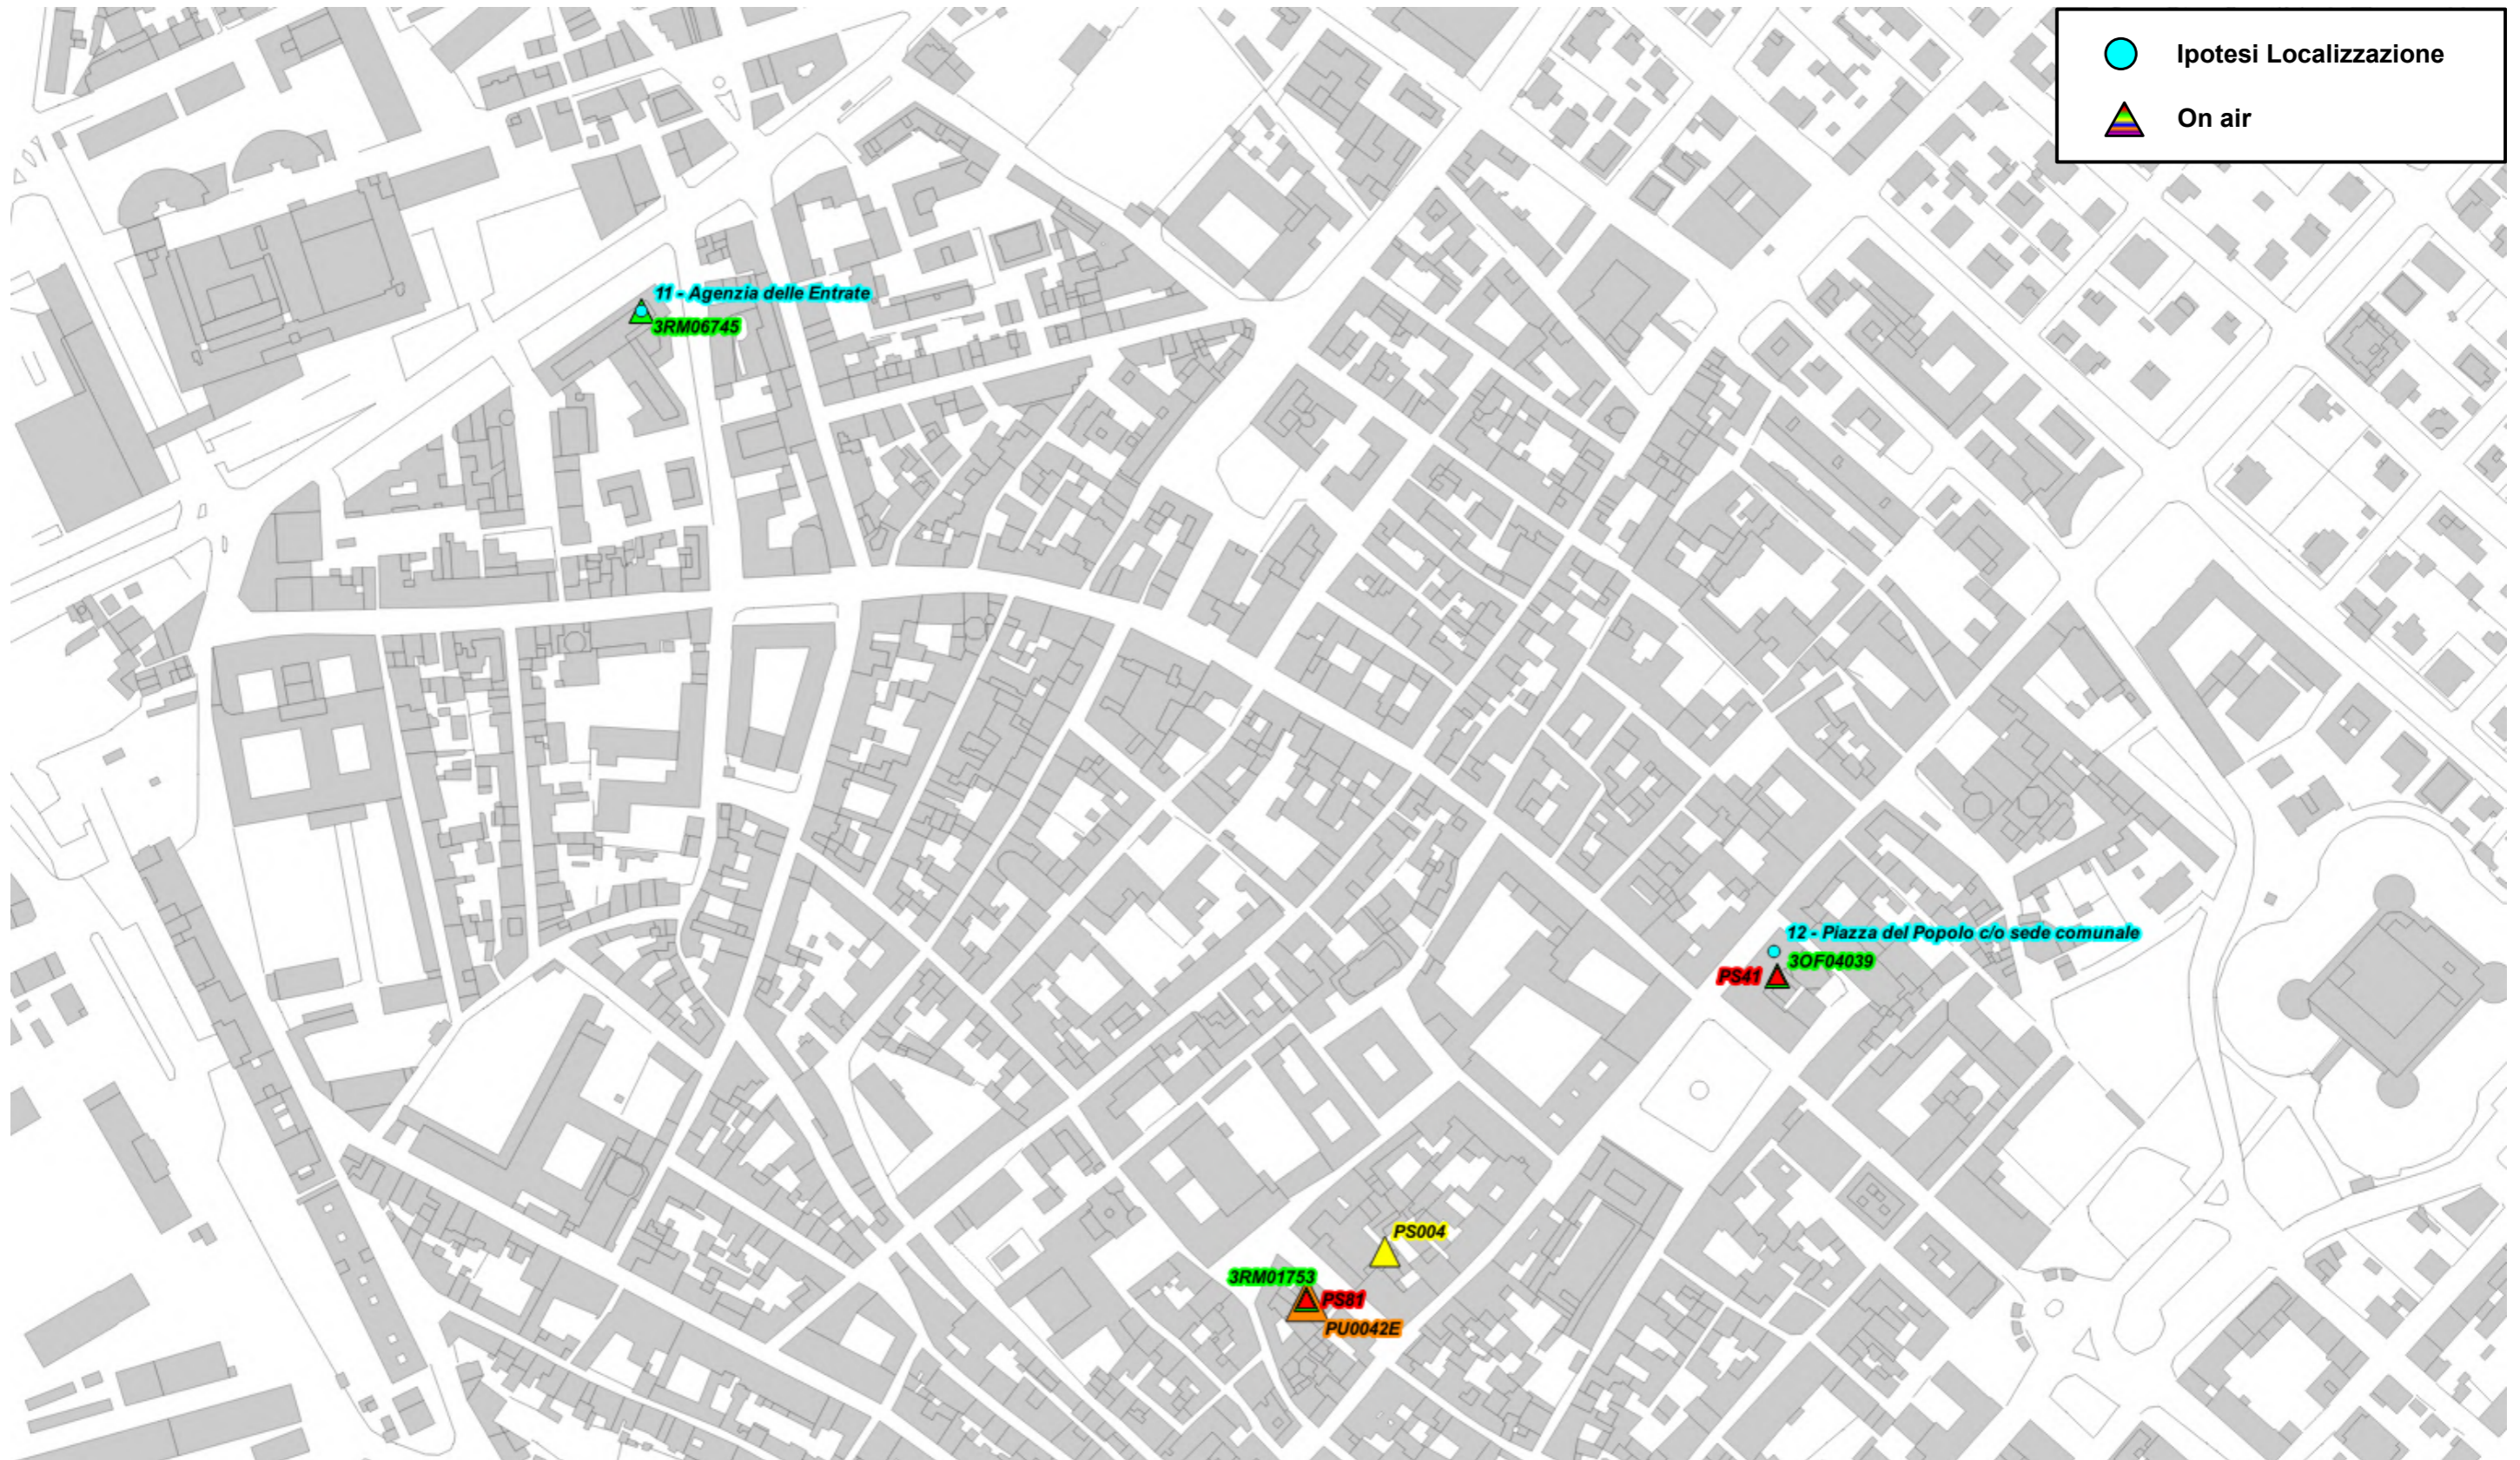 Ipotesi Localizzazione
On air
11 - Agenzia delle Entrate
3RM06745
12 - Piazza del Popolo c/o sede comunale
3OF04039
PS41
PS004
3RM01753
PS81
PU0042E